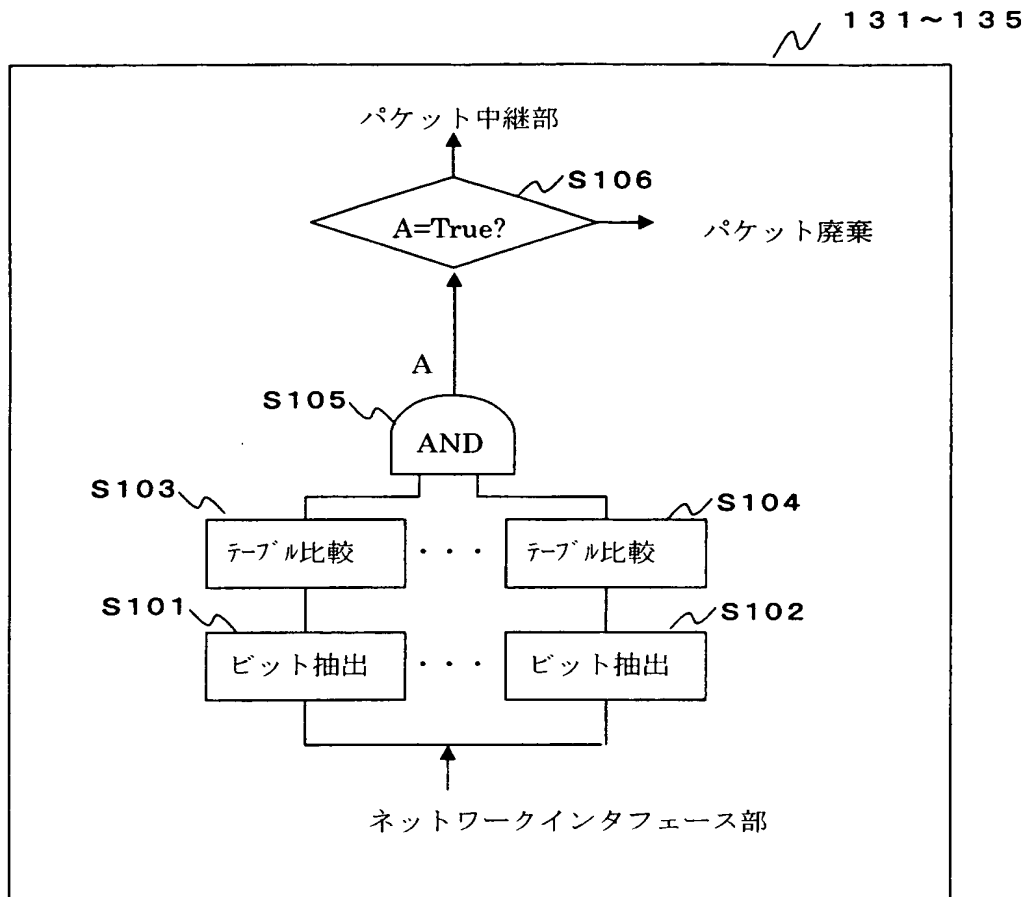 １３１～１３５
パケット中継部
Ｓ１０６
A=True?
パケット廃棄
A
Ｓ１０５
AND
Ｓ１０３
Ｓ１０４
ﾃｰﾌﾞﾙ比較
・・・
ﾃｰﾌﾞﾙ比較
Ｓ１０１
Ｓ１０２
ビット抽出
・・・
ビット抽出
ネットワークインタフェース部